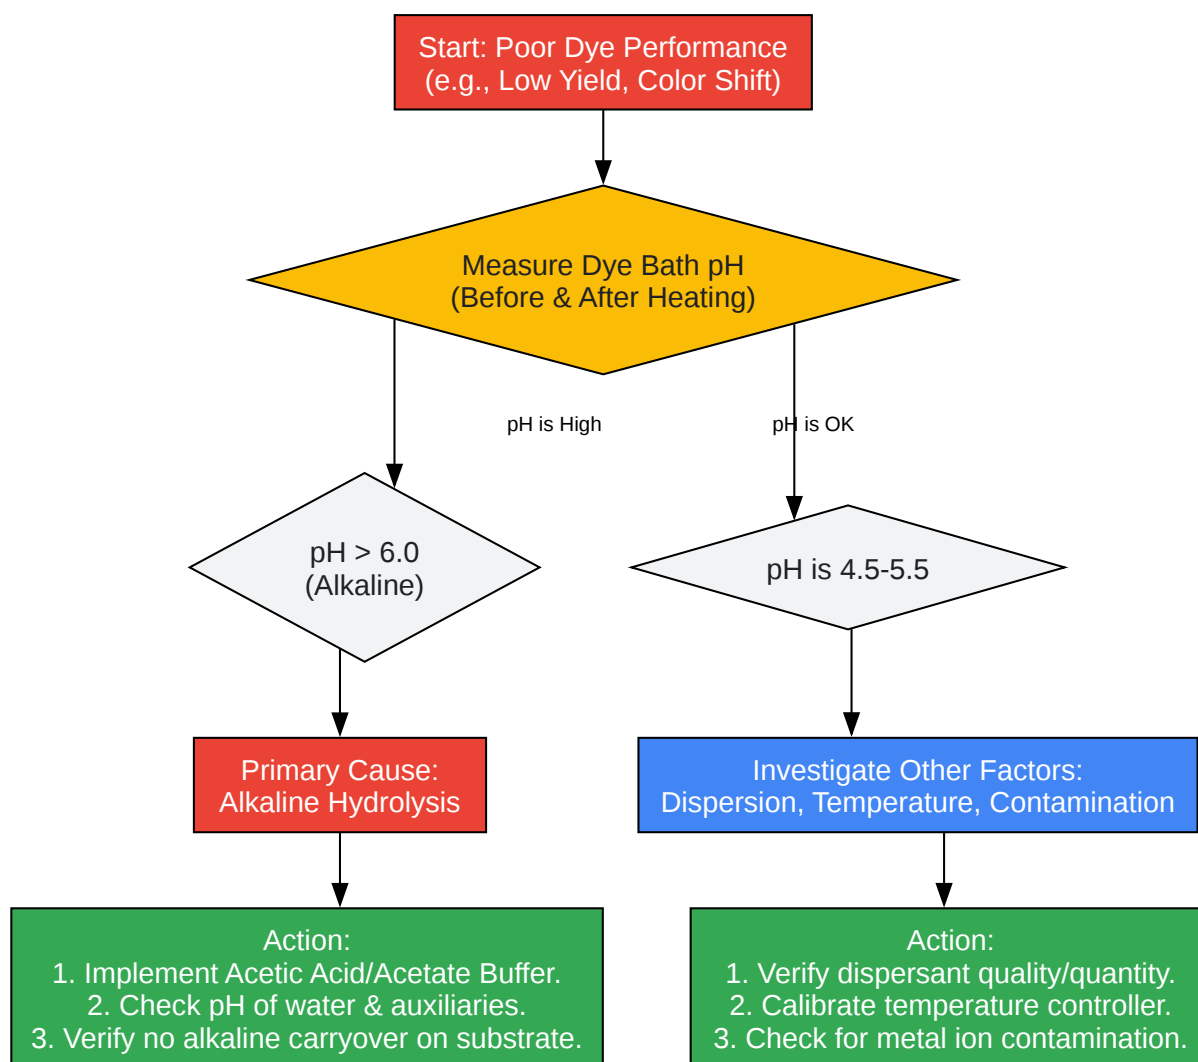 Start: Poor Dye Performance
(e.g., Low Yield, Color Shift)
Measure Dye Bath pH
(Before & After Heating)
pH is High
pH is OK
pH > 6.0
(Alkaline)
pH is 4.5-5.5
Primary Cause:
Alkaline Hydrolysis
Investigate Other Factors:
Dispersion, Temperature, Contamination
Action:
1. Implement Acetic Acid/Acetate Buffer.
2. Check pH of water & auxiliaries.
3. Verify no alkaline carryover on substrate.
Action:
1. Verify dispersant quality/quantity.
2. Calibrate temperature controller.
3. Check for metal ion contamination.